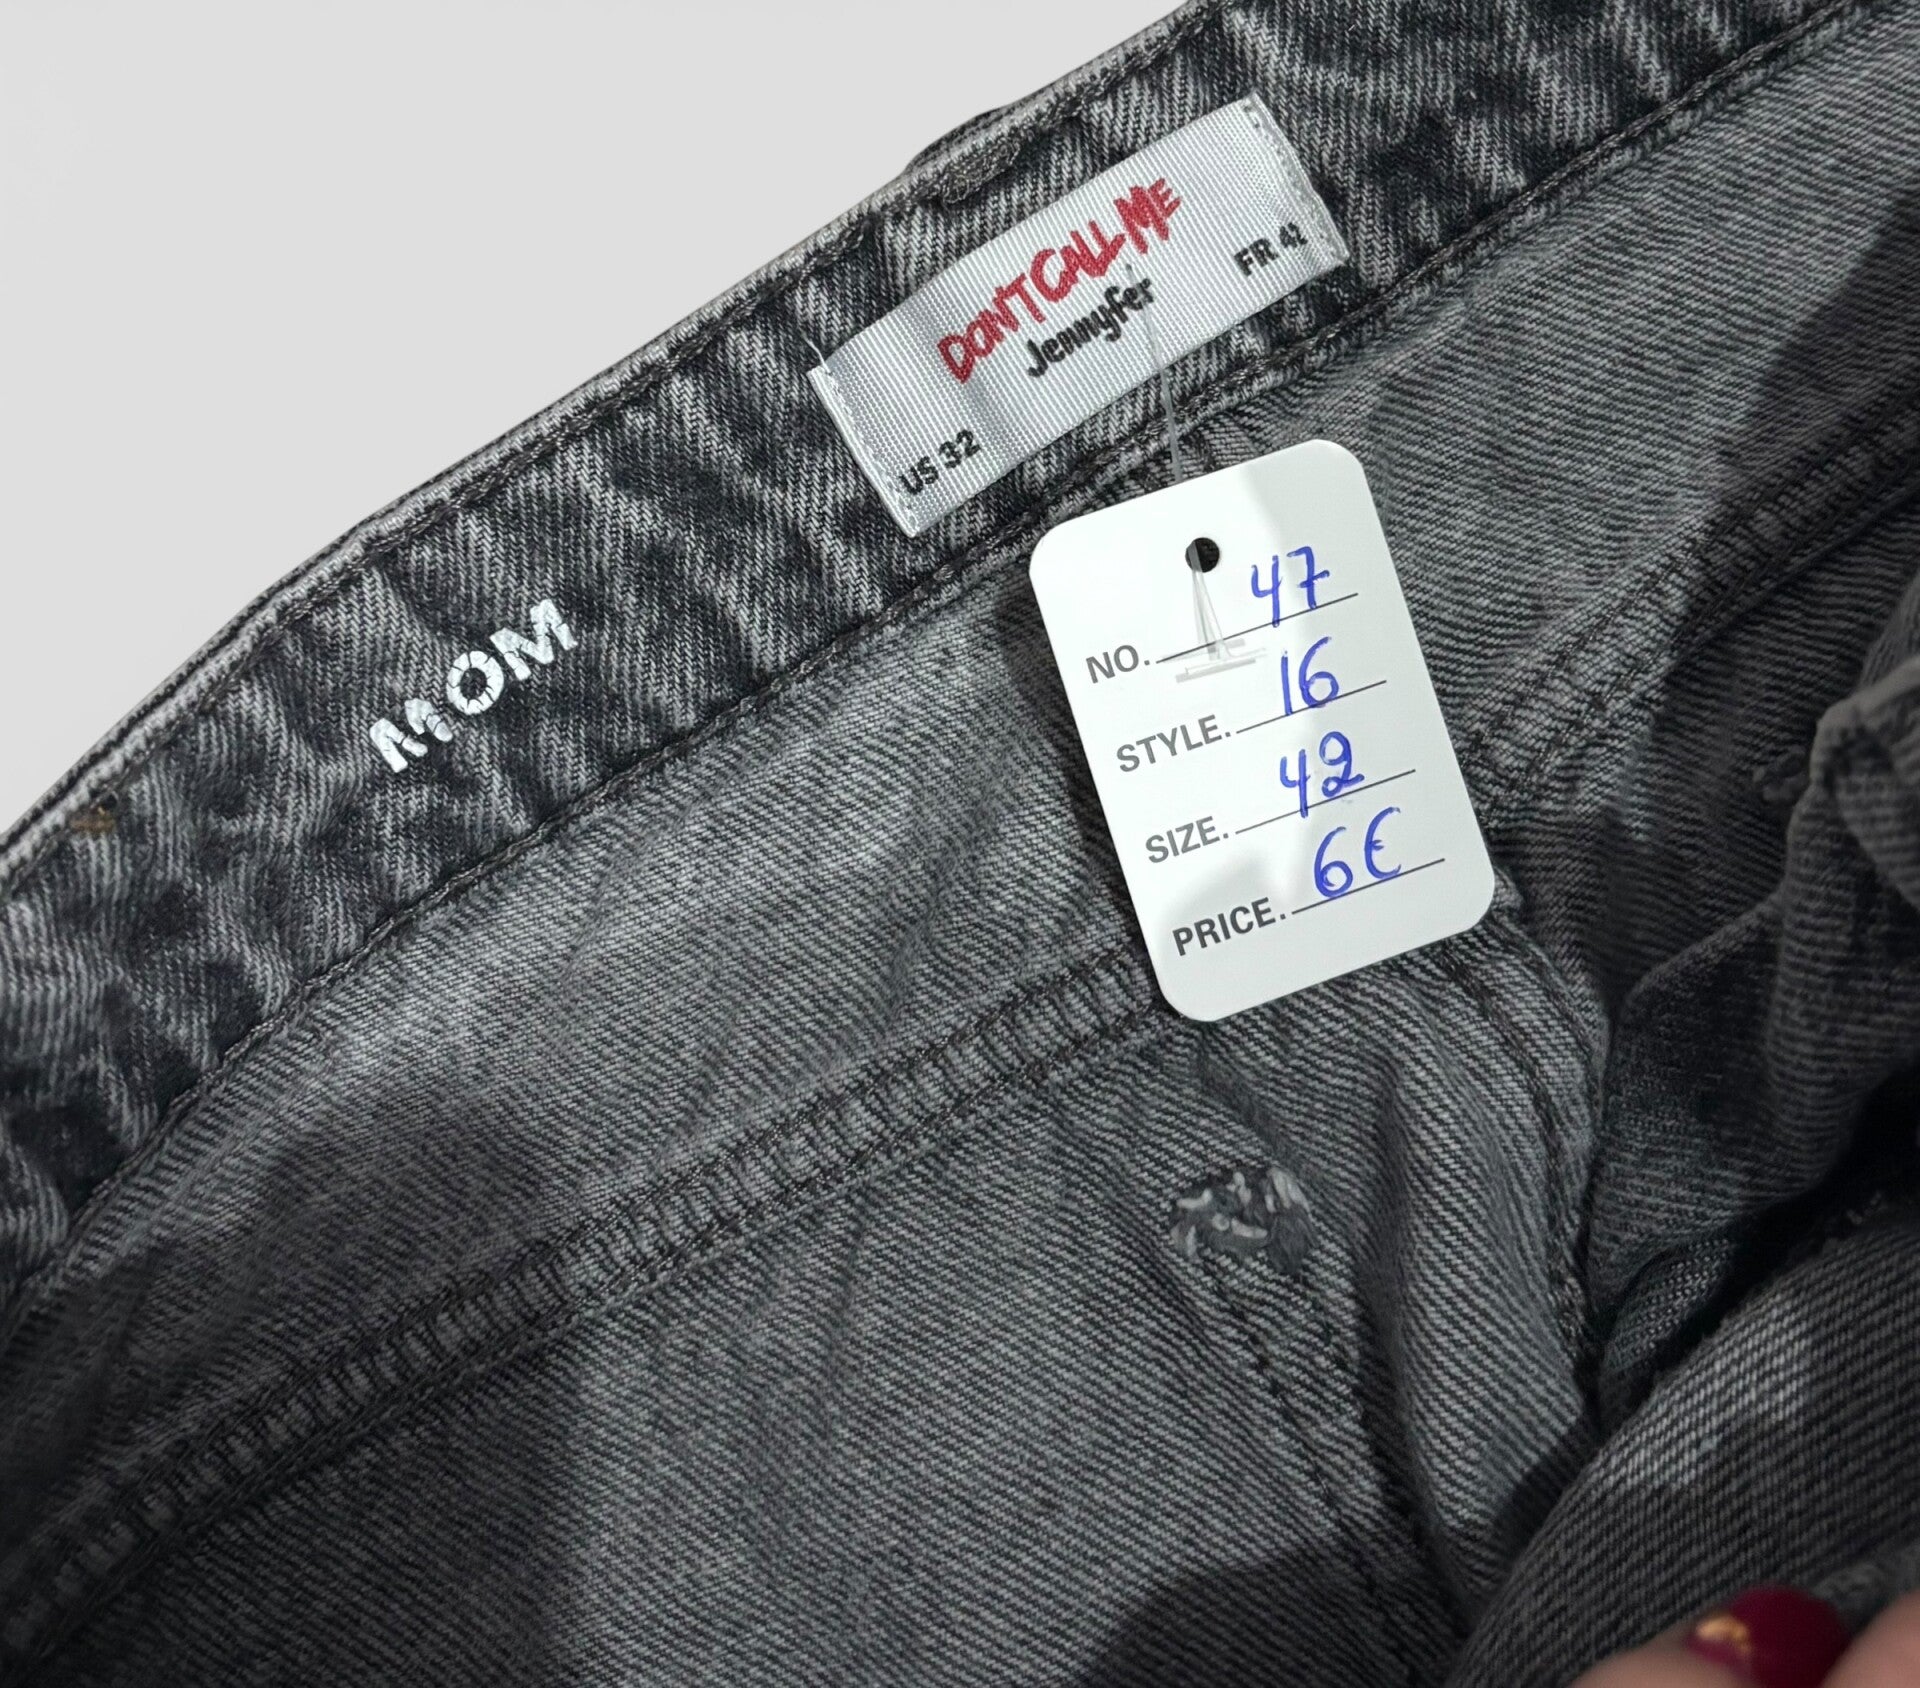 DON'T CALL ME
Jennyfer
US 32
FR 42
MOM
NO. 47
STYLE. 16
SIZE. 42
PRICE. 6€